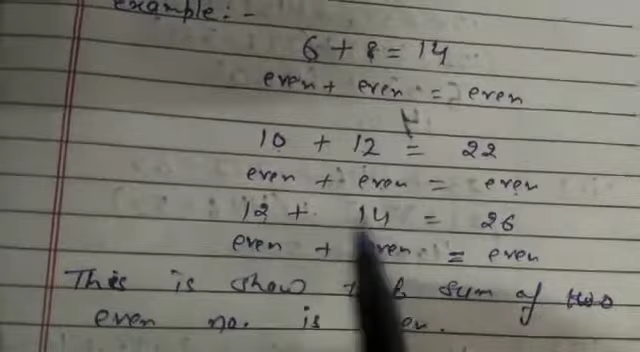 example:-
6 + 8 = 14
even + even = even
10 + 12 = 22
even + even = even
12 + 14 = 26
even + even = even
This is show sum of two
even no. is